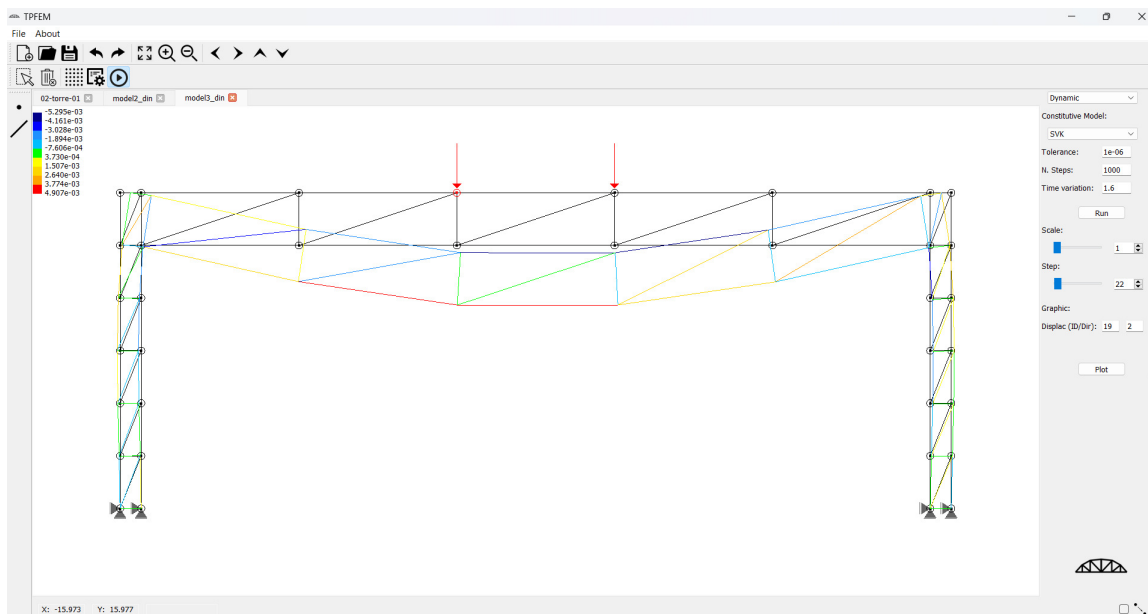 TPFEM
File About
02-torre-01 model2_din model3_din
-5.295e-03
-4.161e-03
-3.028e-03
-1.894e-03
-7.606e-04
3.730e-04
1.507e-03
2.640e-03
3.774e-03
4.907e-03
Dynamic
Constitutive Model:
SVK
Tolerance: 1e-06
N. Steps: 1000
Time variation: 1.6
Run
Scale:
1
Step:
22
Graphic:
Displac (ID/Dir): 19 2
Plot
X: -15.973 Y: 15.977